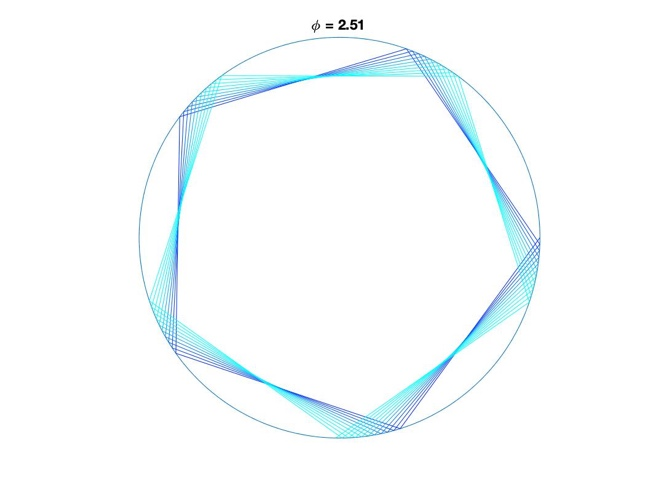 ϕ = 2.51